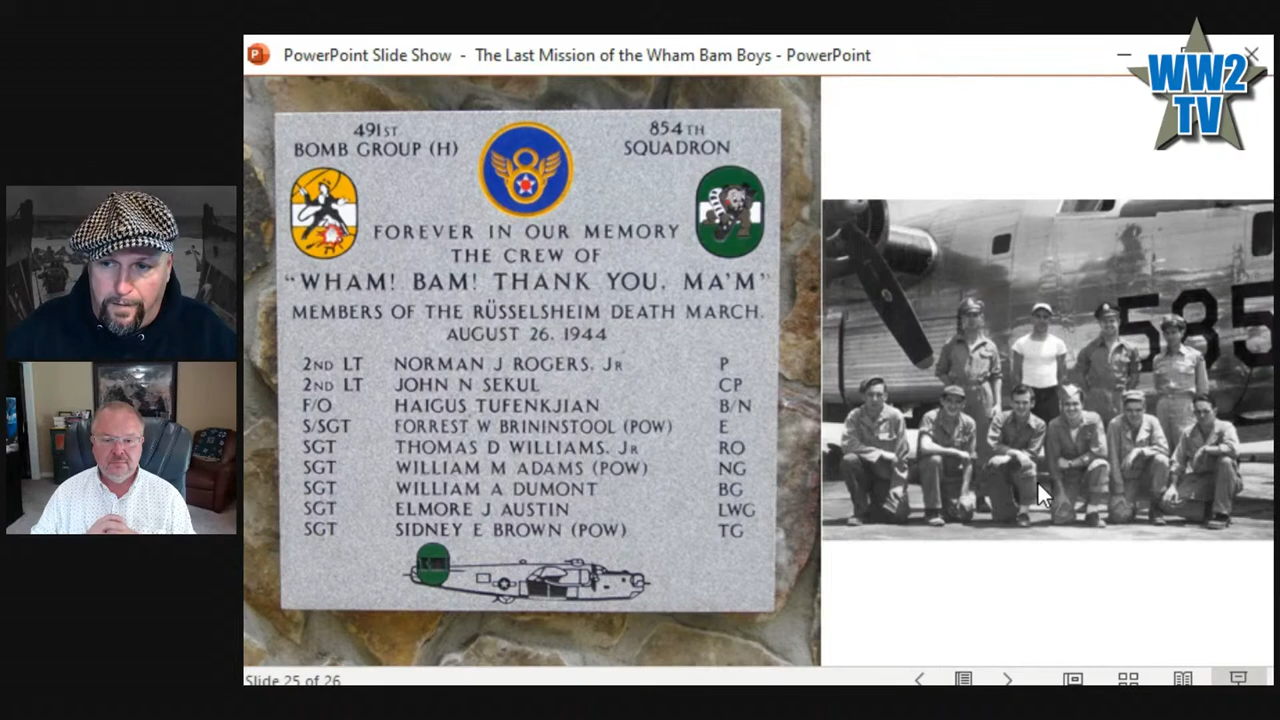 PowerPoint Slide Show - The Last Mission of the Wham Bam Boys - PowerPoint
WW2
TV
491ST
BOMB GROUP (H)
854TH
SQUADRON
FOREVER IN OUR MEMORY
THE CREW OF
"WHAM! BAM! THANK YOU, MA'M"
MEMBERS OF THE RÜSSELSHEIM DEATH MARCH,
AUGUST 26, 1944
2ND LT NORMAN J ROGERS, JR P
2ND LT JOHN N SEKUL CP
F/O HAIGUS TUFENKJIAN B/N
S/SGT FORREST W BRININSTOOL (POW) E
SGT THOMAS D WILLIAMS, JR RO
SGT WILLIAM M ADAMS (POW) NG
SGT WILLIAM A DUMONT BG
SGT ELMORE J AUSTIN LWG
SGT SIDNEY E BROWN (POW) TG
585
Slide 25 of 26